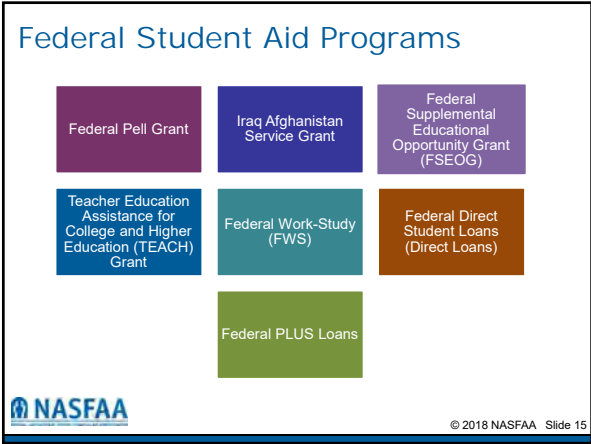 Federal Student Aid Programs
Federal Pell Grant
Iraq Afghanistan
Service Grant
Federal
Supplemental
Educational
Opportunity Grant
(FSEOG)
Teacher Education
Assistance for
College and Higher
Education (TEACH)
Grant
Federal Work-Study
(FWS)
Federal Direct
Student Loans
(Direct Loans)
Federal PLUS Loans
NASFAA
© 2018 NASFAA Slide 15